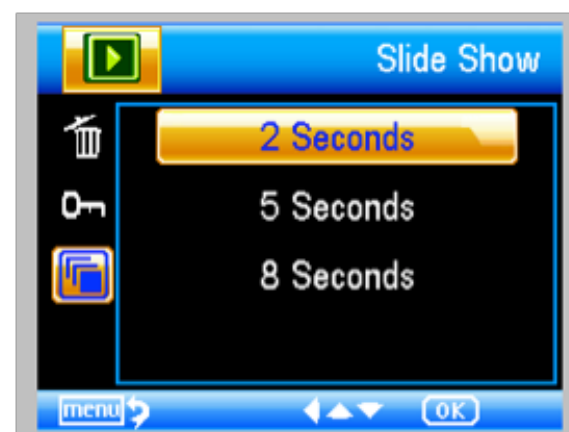 Slide Show
2 Seconds
5 Seconds
8 Seconds
menu OK